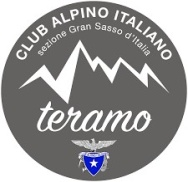 CLUB ALPINO ITALIANO
sezione Gran Sasso d'Italia
teramo